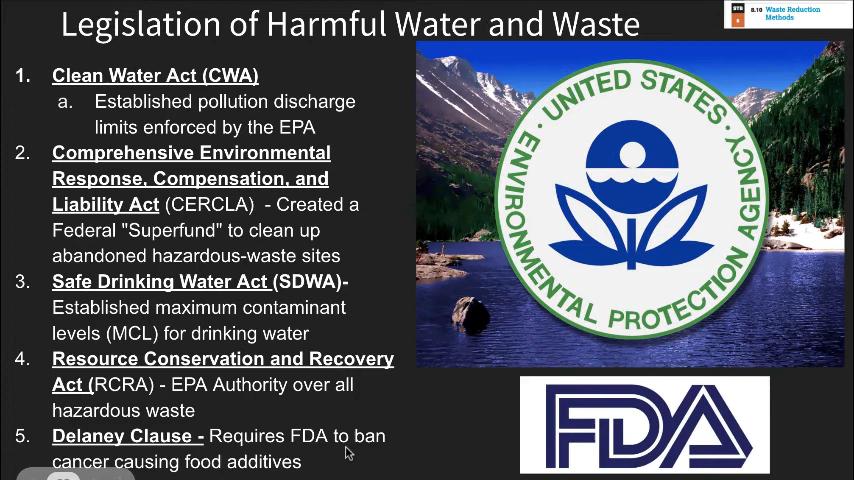 Legislation of Harmful Water and Waste
STB
8.10 Waste Reduction
Methods
1. Clean Water Act (CWA)
a. Established pollution discharge
limits enforced by the EPA
2. Comprehensive Environmental
Response, Compensation, and
Liability Act (CERCLA) - Created a
Federal "Superfund" to clean up
abandoned hazardous-waste sites
3. Safe Drinking Water Act (SDWA)-
Established maximum contaminant
levels (MCL) for drinking water
4. Resource Conservation and Recovery
Act (RCRA) - EPA Authority over all
hazardous waste
5. Delaney Clause - Requires FDA to ban
cancer causing food additives
UNITED STATES
ENVIRONMENTAL PROTECTION AGENCY
FDA